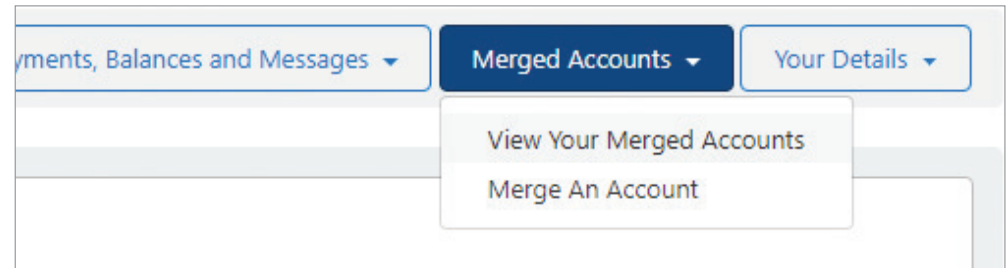 yments, Balances and Messages Merged Accounts Your Details
View Your Merged Accounts
Merge An Account